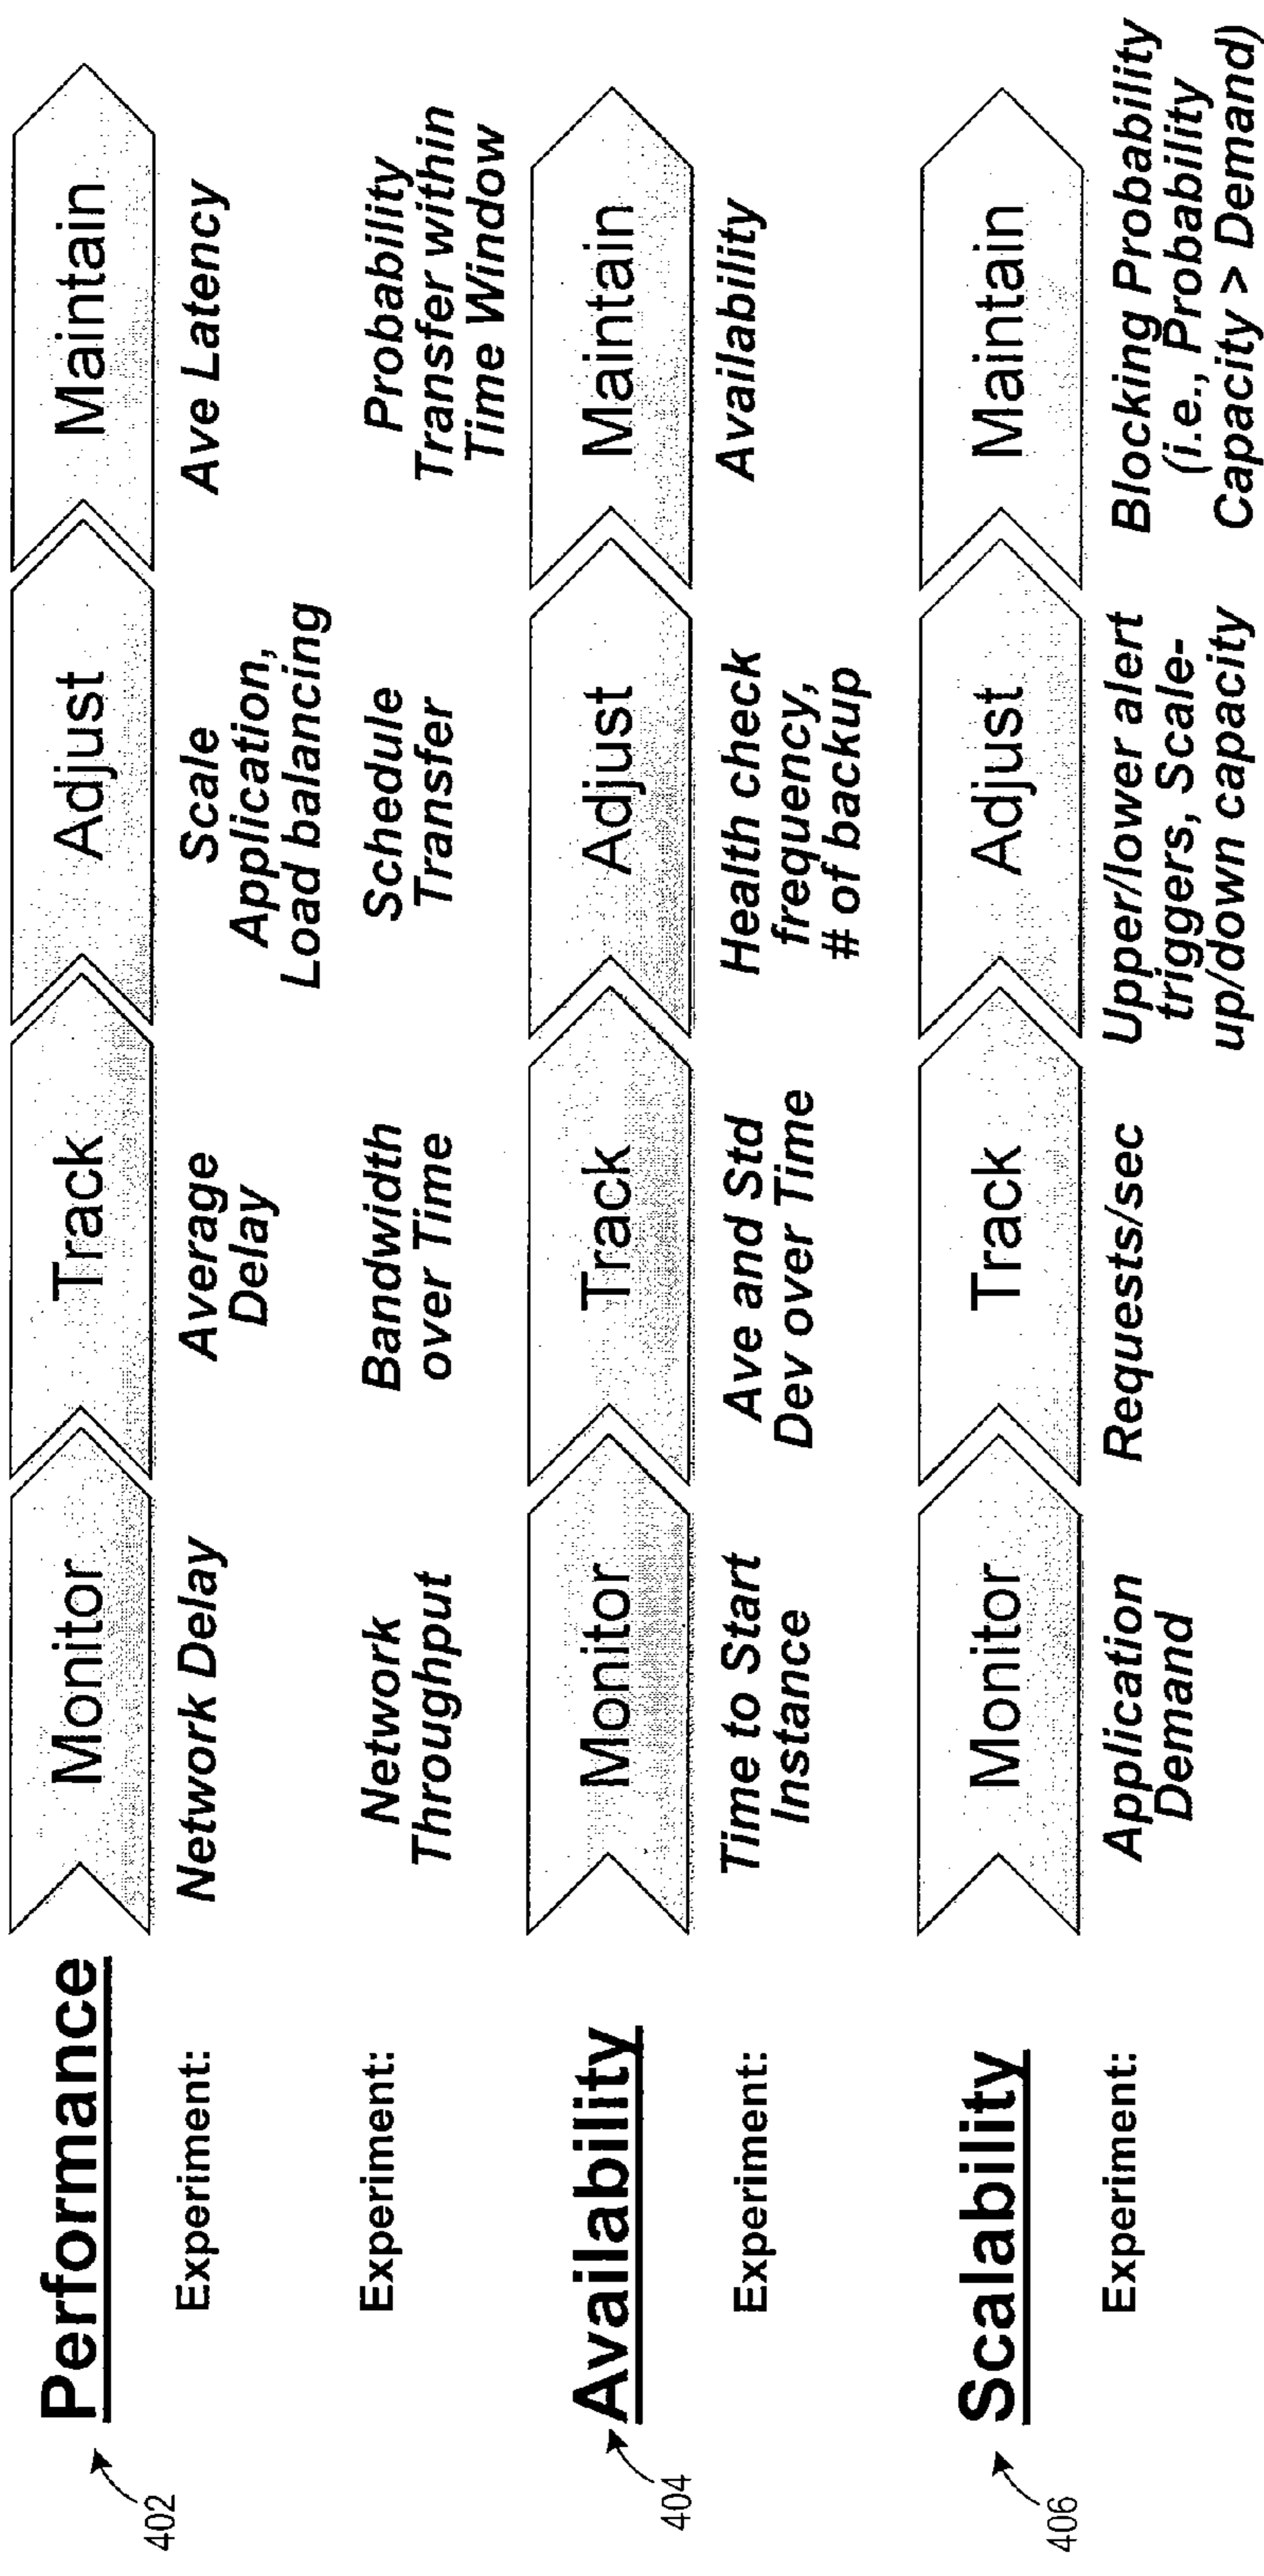 Performance
402
Monitor
Track
Adjust
Maintain
Experiment:
Network Delay
Average
Delay
Scale
Application,
Load balancing
Ave Latency
Experiment:
Network
Throughput
Bandwidth
over Time
Schedule
Transfer
Probability
Transfer within
Time Window
Availability
404
Monitor
Track
Adjust
Maintain
Experiment:
Time to Start
Instance
Ave and Std
Dev over Time
Health check
frequency,
# of backup
Availability
Scalability
406
Monitor
Track
Adjust
Maintain
Experiment:
Application
Demand
Requests/sec
Upper/lower alert
triggers, Scale-
up/down capacity
Blocking Probability
(i.e., Probability
Capacity > Demand)